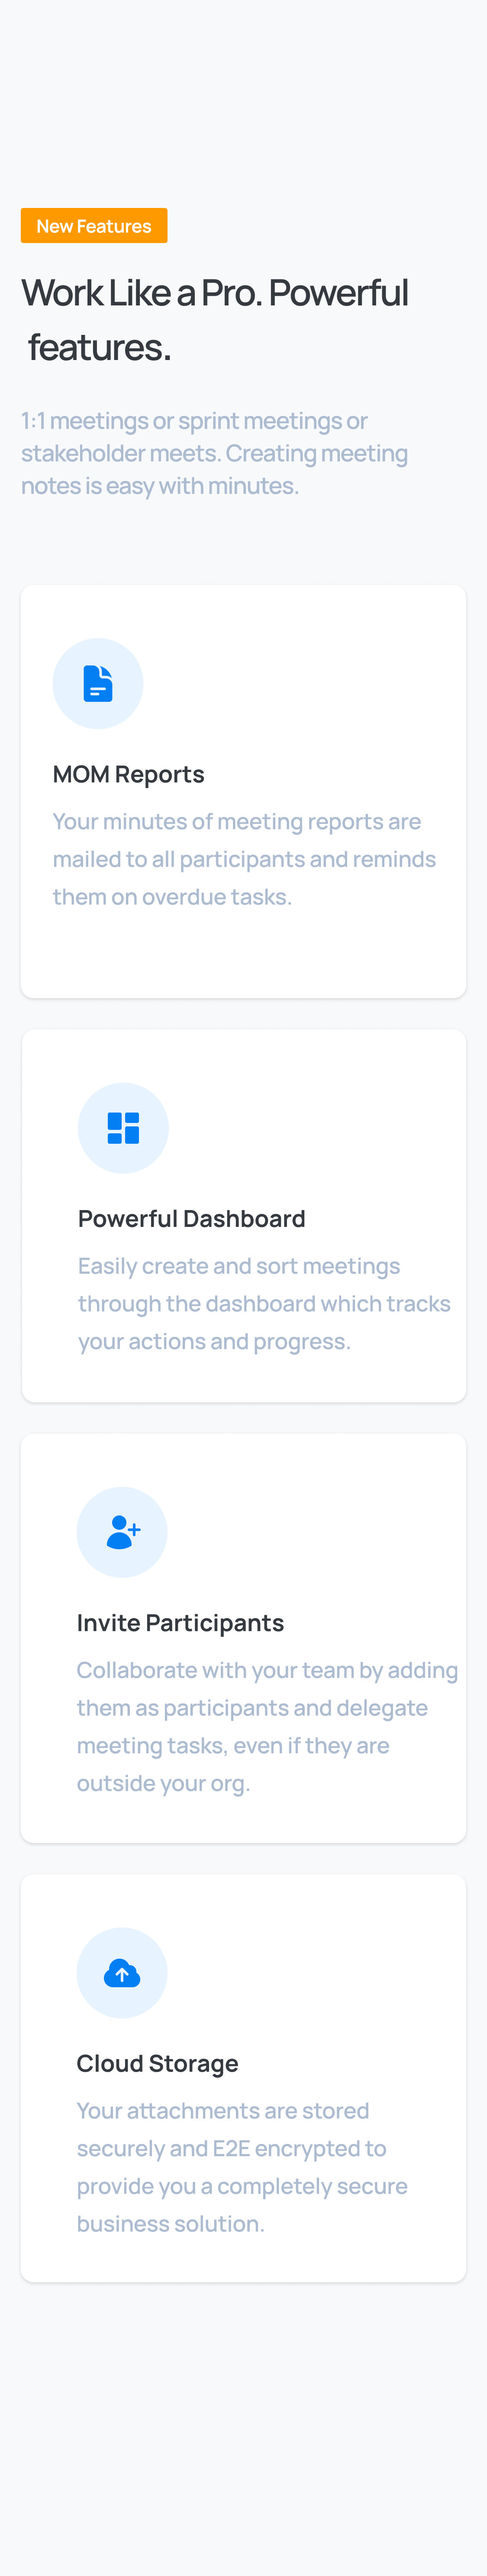 New Features
Work Like a Pro. Powerful
features.
1:1 meetings or sprint meetings or
stakeholder meets. Creating meeting
notes is easy with minutes.
MOM Reports
Your minutes of meeting reports are
mailed to all participants and reminds
them on overdue tasks.
Powerful Dashboard
Easily create and sort meetings
through the dashboard which tracks
your actions and progress.
Invite Participants
Collaborate with your team by adding
them as participants and delegate
meeting tasks, even if they are
outside your org.
Cloud Storage
Your attachments are stored
securely and E2E encrypted to
provide you a completely secure
business solution.